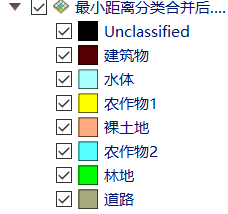 最小距离分类合并后....
Unclassified
建筑物
水体
农作物1
裸土地
农作物2
林地
道路